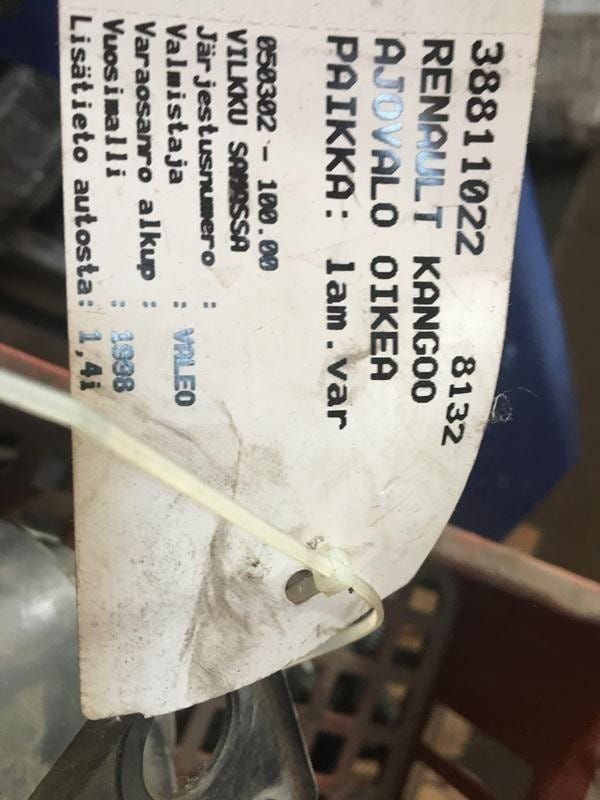 38811022 8132
RENAULT KANGOO
AJOVALO OIKEA
PAIKKA: lam.var
050302 - 100.00
VILKKU SAMASSA
Järjestusnumero :
Valmistaja : VALEO
Varaosanro alkup :
Vuosimalli : 1998
Lisätieto autosta: 1,4i